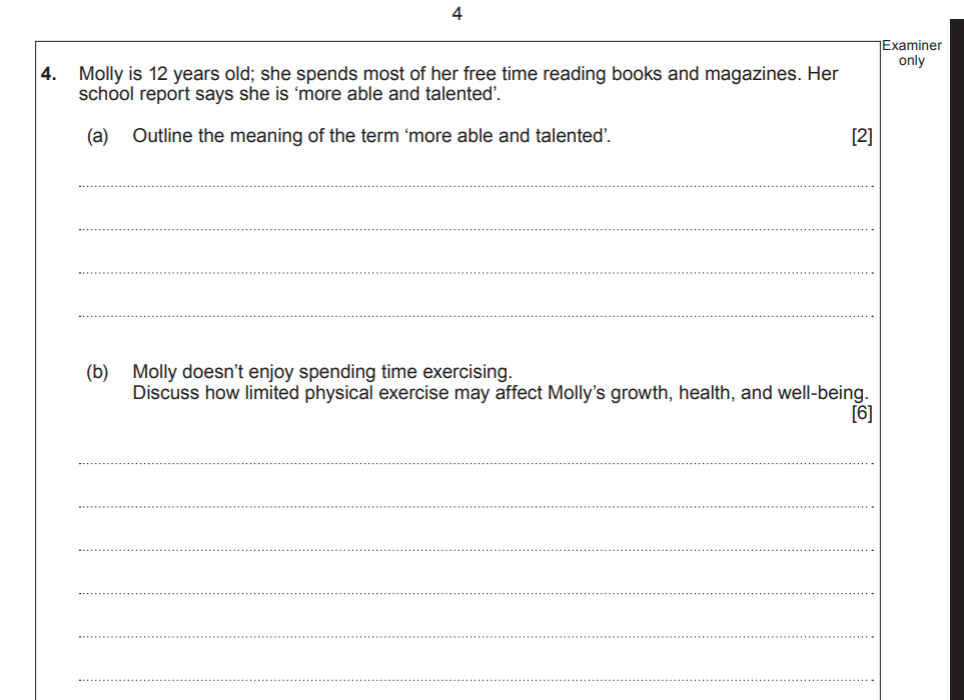 4
Examiner
only
4. Molly is 12 years old; she spends most of her free time reading books and magazines. Her
school report says she is ‘more able and talented’.
(a) Outline the meaning of the term ‘more able and talented’. [2]
(b) Molly doesn’t enjoy spending time exercising.
Discuss how limited physical exercise may affect Molly’s growth, health, and well-being.
[6]